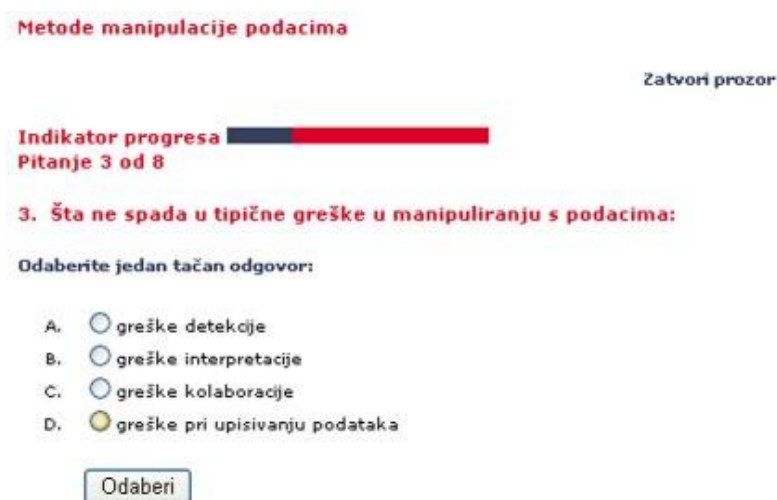 Metode manipulacije podacima
Zatvori prozor
Indikator progresa
Pitanje 3 od 8
3. Šta ne spada u tipične greške u manipuliranju s podacima:
Odaberite jedan tačan odgovor:
A. greške detekcije
B. greške interpretacije
C. greške kolaboracije
D. greške pri upisivanju podataka
Odaberi